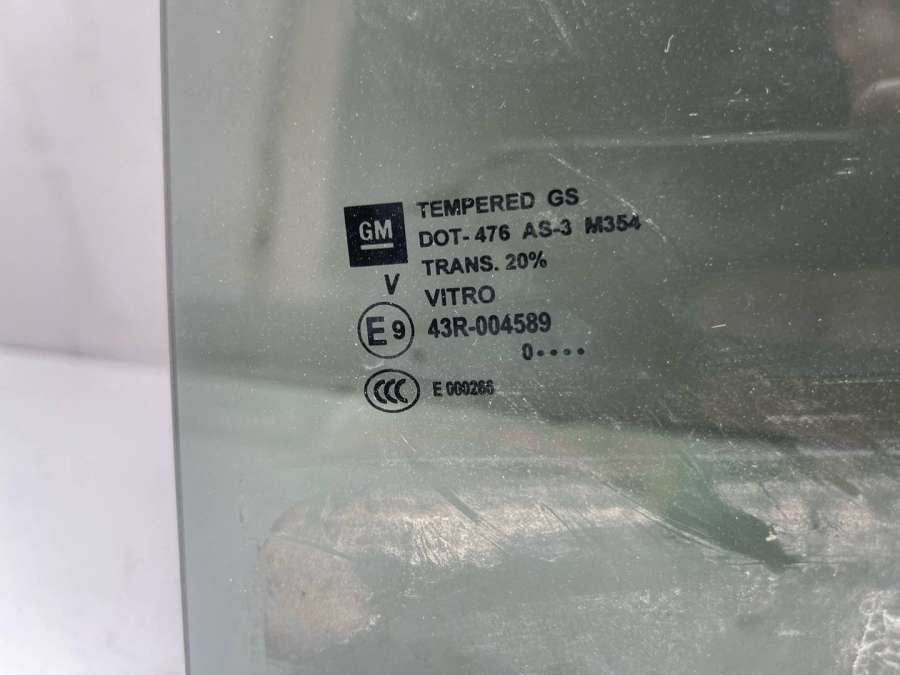 GM
TEMPERED GS
DOT-476 AS-3 M354
TRANS. 20%
V
VITRO
E9
43R-004589
0••••
CCC
E 000266